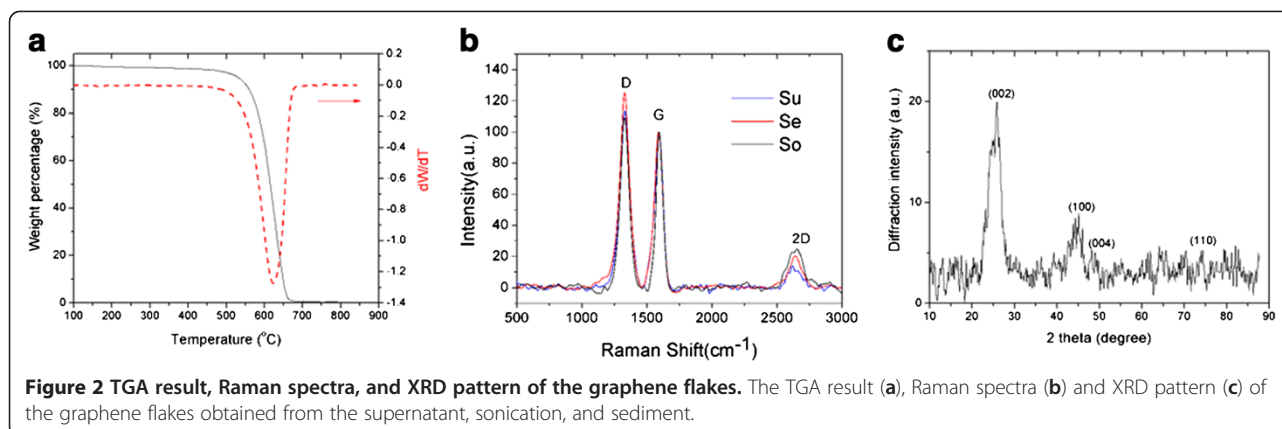 a
100
80
60
40
20
0
Weight percentage (%)
100 200 300 400 500 600 700 800 900
Temperature (°C)
0.2
0.0
-0.2
-0.4
-0.6
-0.8
-1.0
-1.2
-1.4
dW/dT
b
140
120
100
80
60
40
20
0
Intensity(a.u.)
D
G
2D
Su
Se
So
500 1000 1500 2000 2500 3000
Raman Shift(cm-1)
c
20
10
0
Diffraction intensity (a.u.)
(002)
(100)
(004)
(110)
10 20 30 40 50 60 70 80 90
2 theta (degree)
Figure 2 TGA result, Raman spectra, and XRD pattern of the graphene flakes. The TGA result (a), Raman spectra (b) and XRD pattern (c) of
the graphene flakes obtained from the supernatant, sonication, and sediment.